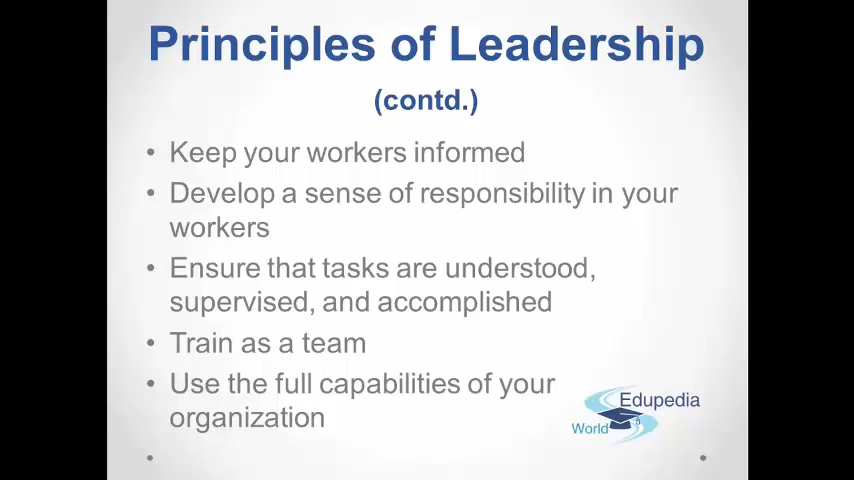 Principles of Leadership
(contd.)
• Keep your workers informed
• Develop a sense of responsibility in your
workers
• Ensure that tasks are understood,
supervised, and accomplished
• Train as a team
• Use the full capabilities of your
organization
Edupedia
World